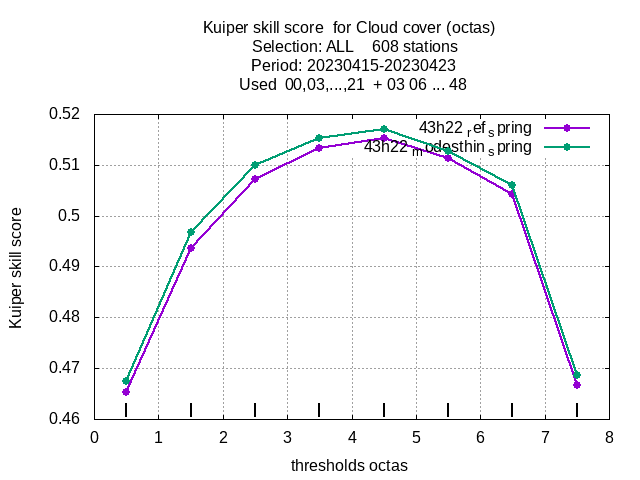 Kuiper skill score  for Cloud cover (octas)
Selection: ALL    608 stations
Period: 20230415-20230423
Used  00,03,...,21  + 03 06 ... 48
43h22 ref spring
43h22 modesthin spring
0.52
0.51
0.5
0.49
0.48
0.47
0.46
Kuiper skill score
0 1 2 3 4 5 6 7 8
thresholds octas